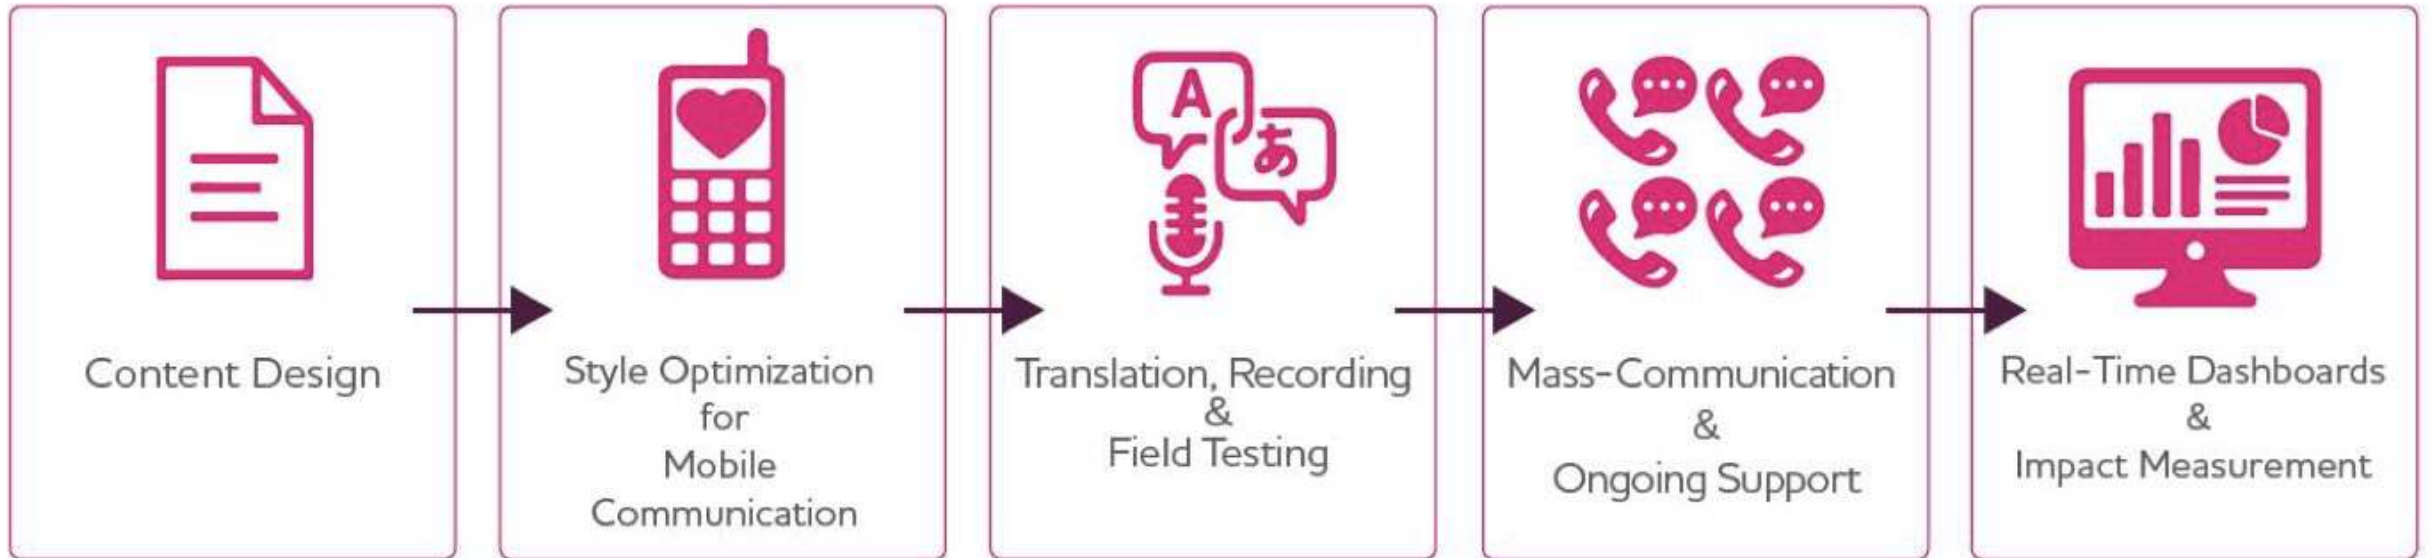 Content Design
Style Optimization
for
Mobile
Communication
A
あ
Translation, Recording
&
Field Testing
Mass-Communication
&
Ongoing Support
Real-Time Dashboards
&
Impact Measurement